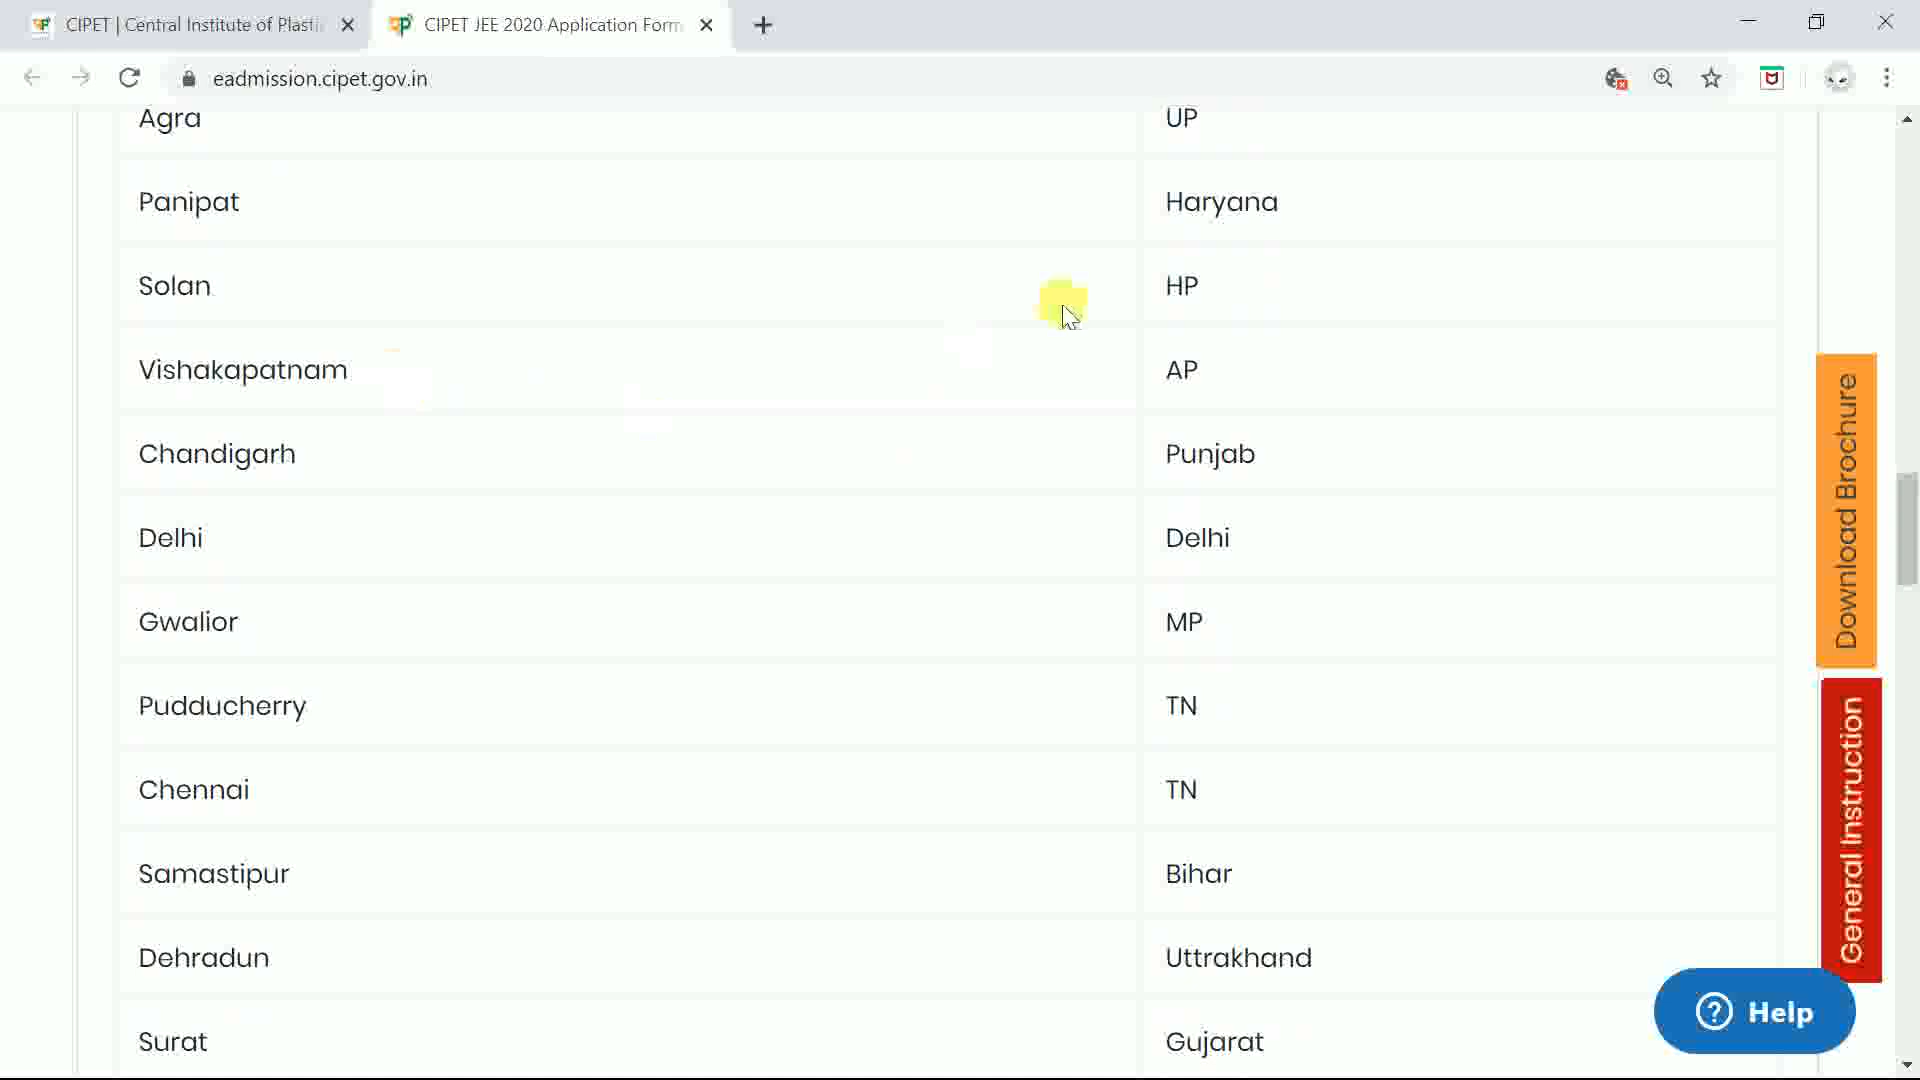 CIPET | Central Institute of Plasti
CIPET JEE 2020 Application Form
eadmission.cipet.gov.in
Agra UP
Panipat Haryana
Solan HP
Vishakapatnam AP
Chandigarh Punjab
Delhi Delhi
Gwalior MP
Pudducherry TN
Chennai TN
Samastipur Bihar
Dehradun Uttrakhand
Surat Gujarat
Download Brochure
General Instruction
Help